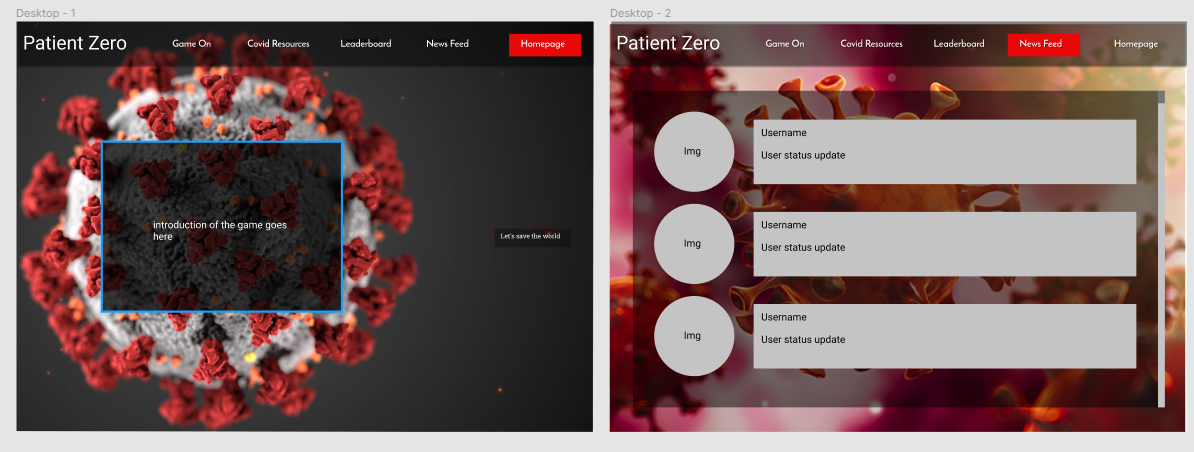 Desktop - 1
Patient Zero
Game On
Covid Resources
Leaderboard
News Feed
Homepage
introduction of the game goes
here
Let's save the world
Desktop - 2
Patient Zero
Game On
Covid Resources
Leaderboard
News Feed
Homepage
Img
Username
User status update
Img
Username
User status update
Img
Username
User status update